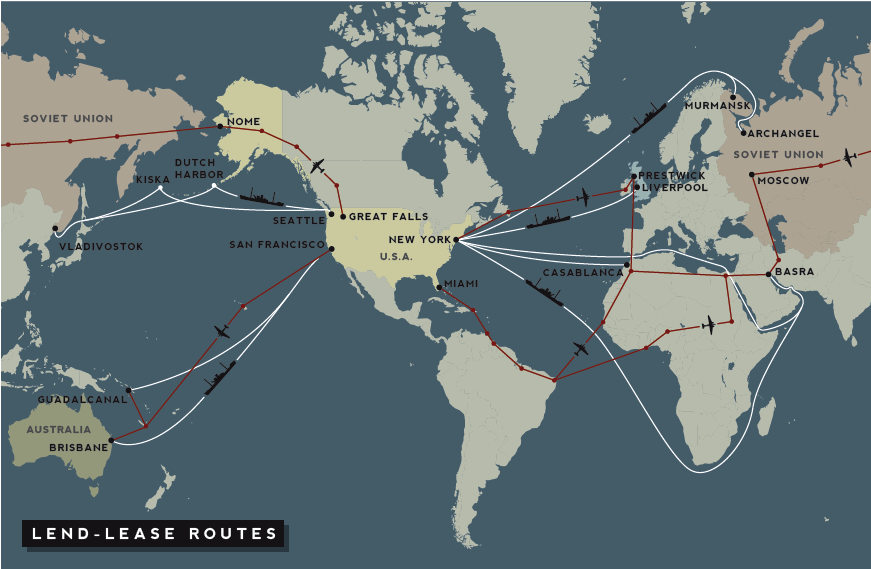 MURMANSK
SOVIET UNION
NOME
ARCHANGEL
SOVIET UNION
DUTCH
HARBOR
KISKA
PRESTWICK
MOSCOW
LIVERPOOL
SEATTLE
GREAT FALLS
VLADIVOSTOK
SAN FRANCISCO
NEW YORK
U.S.A.
CASABLANCA
BASRA
MIAMI
GUADALCANAL
AUSTRALIA
BRISBANE
LEND-LEASE ROUTES